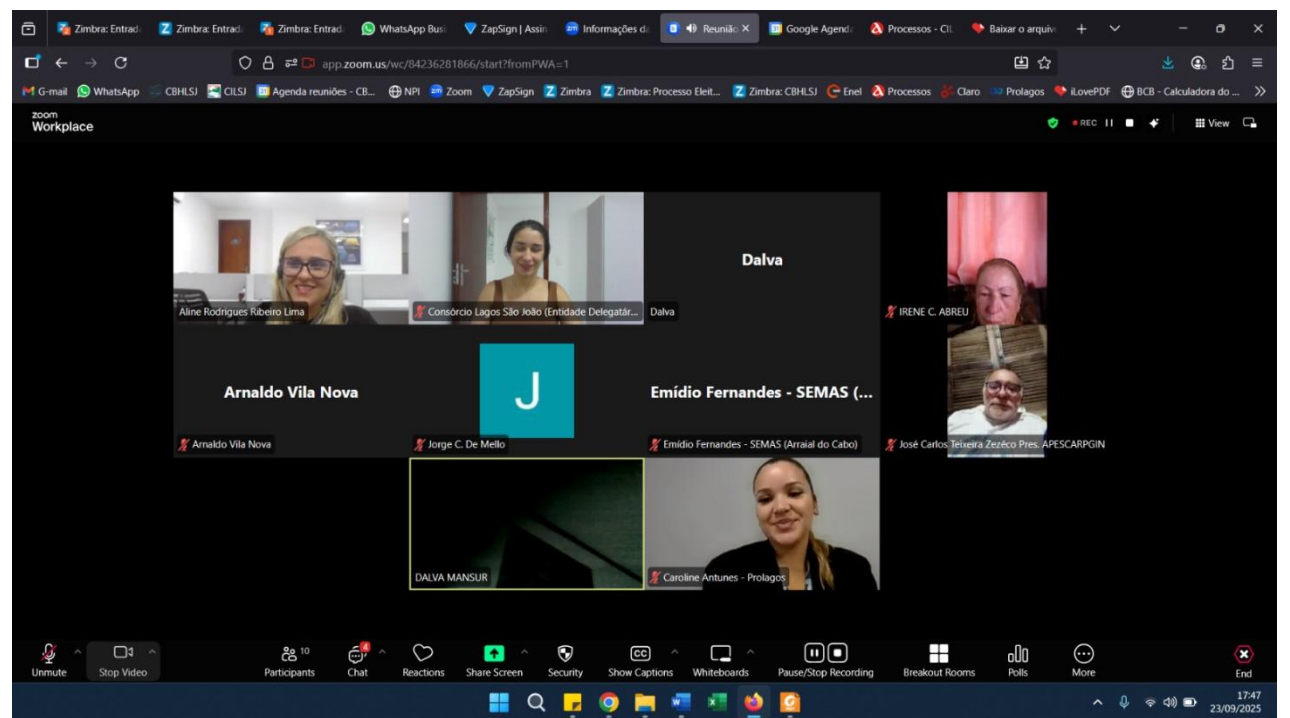 Zimbra: Entrad
Zimbra: Entrad
Zimbra: Entrad
WhatsApp Busi
ZapSign | Assin
Informações d
Reunião
Google Agend
Processos - CIL
Baixar o arquiv
app.zoom.us/wc/84236281866/start?fromPWA=1
G-mail
WhatsApp
CBHLSJ
CILSJ
Agenda reuniões - CB...
NPI
Zoom
ZapSign
Zimbra
Zimbra: Processo Eleit...
Zimbra: CBHLSJ
Enel
Processos
Claro
Prolagos
iLovePDF
BCB - Calculadora do ...
zoom
Workplace
REC
View
Aline Rodrigues Ribeiro Lima
Consórcio Lagos São João (Entidade Delegatár...
Dalva
Dalva
IRENE C. ABREU
Arnaldo Vila Nova
Arnaldo Vila Nova
J
Jorge C. De Mello
Emídio Fernandes - SEMAS (...
Emídio Fernandes - SEMAS (Arraial do Cabo)
José Carlos Teixeira Zezéco Pres. APESCARPGIN
DALVA MANSUR
Caroline Antunes - Prolagos
Unmute
Stop Video
10
Participants
4
Chat
Reactions
Share Screen
Security
CC
Show Captions
Whiteboards
Pause/Stop Recording
Breakout Rooms
Polls
More
End
17:47
23/09/2025